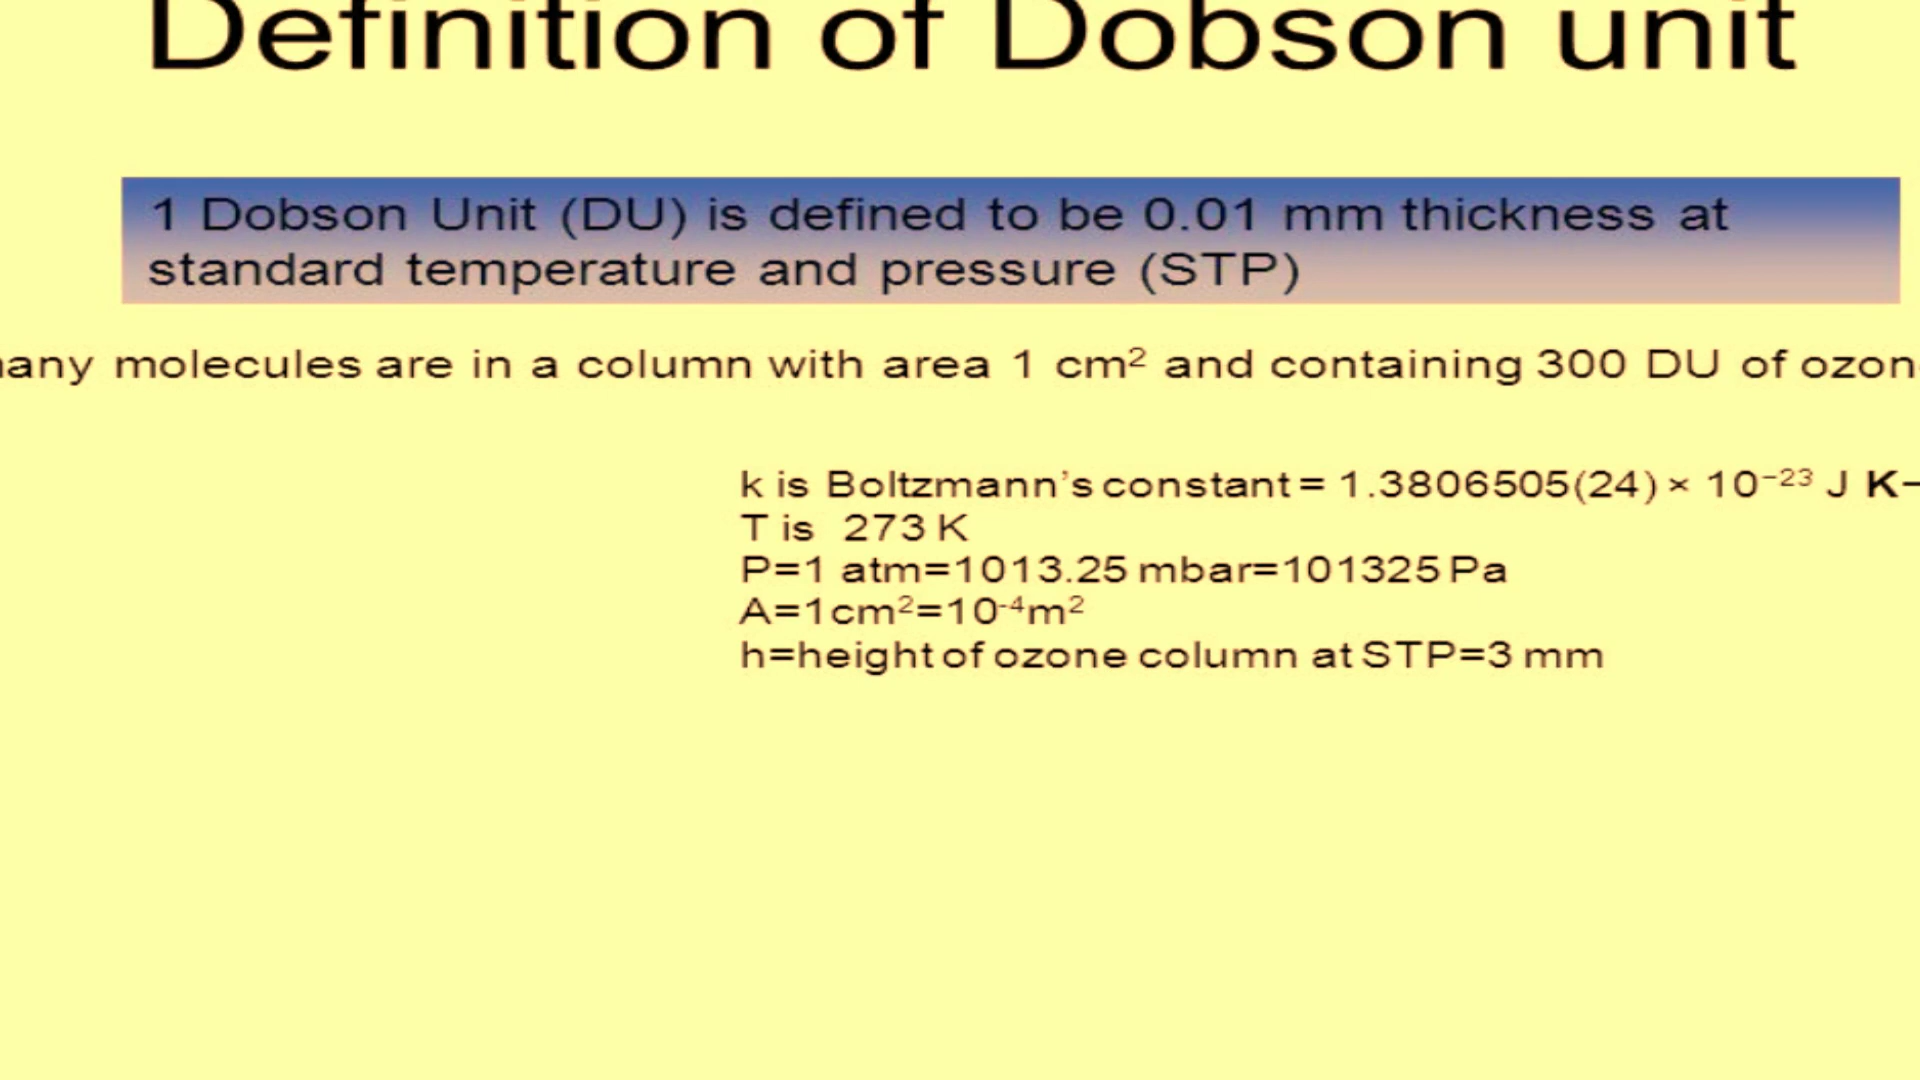 Definition of Dobson unit
1 Dobson Unit (DU) is defined to be 0.01 mm thickness at
standard temperature and pressure (STP)
molecules are in a column with area 1 cm² and containing 300 DU of
k is Boltzmann's constant = 1.3806505(24) × 10⁻²³ J K−
T is 273 K
P=1 atm=1013.25 mbar=101325 Pa
A=1cm²=10⁻⁴m²
h=height of ozone column at STP=3 mm